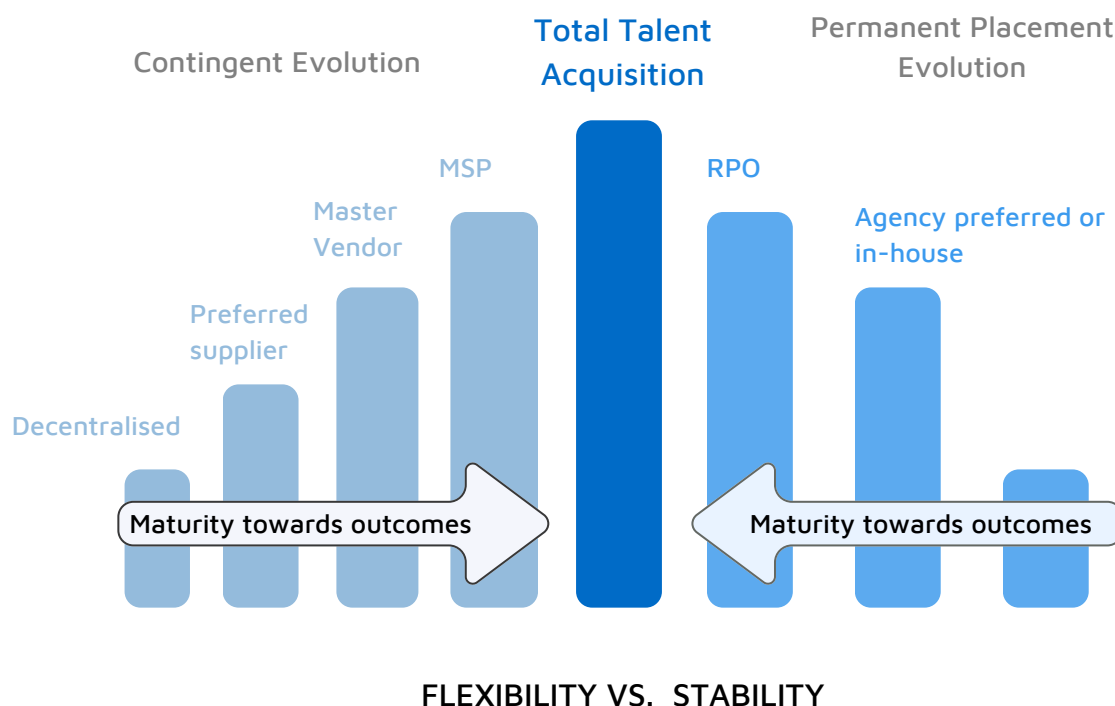 Contingent Evolution
Total Talent
Acquisition
Permanent Placement
Evolution
MSP
RPO
Master
Vendor
Agency preferred or
in-house
Preferred
supplier
Decentralised
Maturity towards outcomes
Maturity towards outcomes
FLEXIBILITY VS. STABILITY